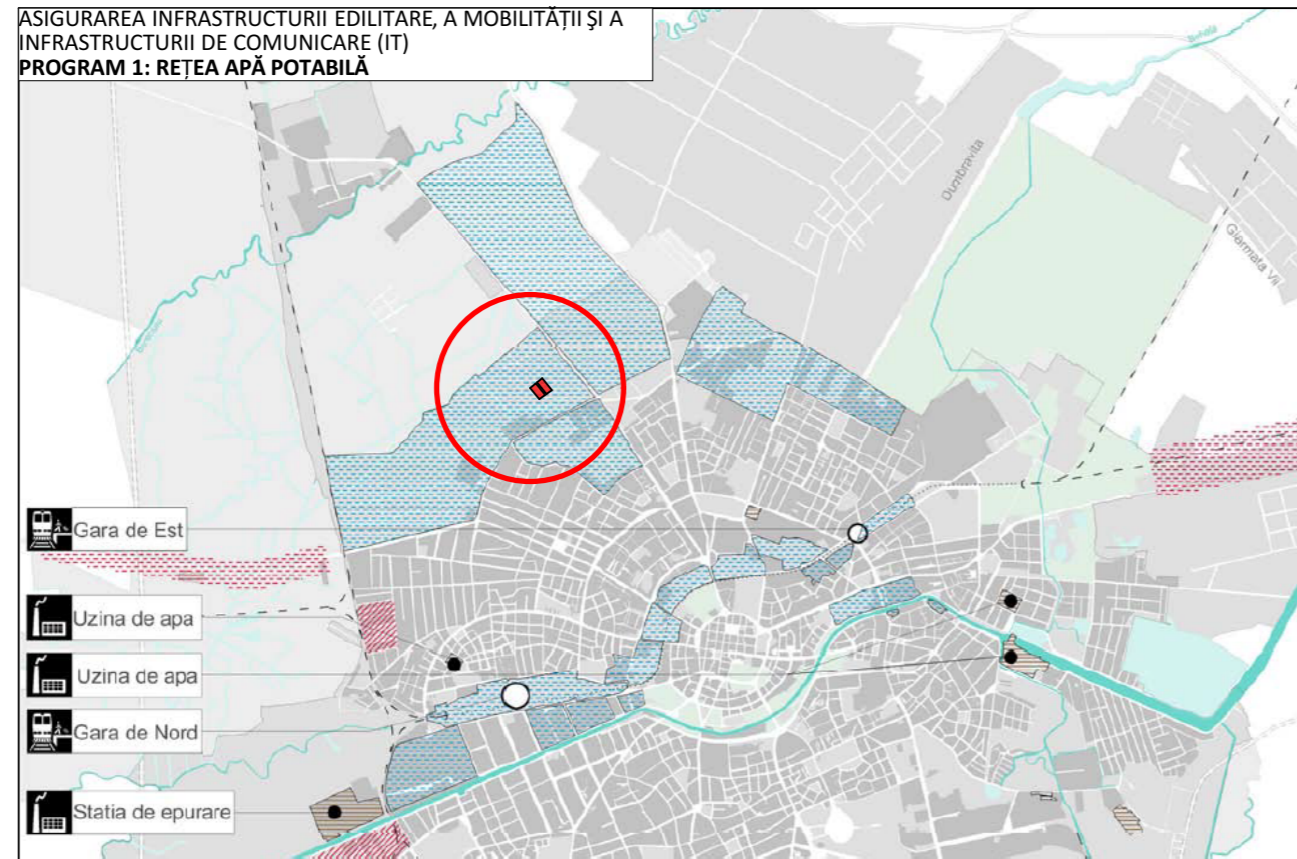 ASIGURAREA INFRASTRUCTURII EDILITARE, A MOBILITĂȚII ȘI A
INFRASTRUCTURII DE COMUNICARE (IT)
PROGRAM 1: REȚEA APĂ POTABILĂ
Dumbravita
Giarmata Vii
Gara de Est
Uzina de apa
Uzina de apa
Gara de Nord
Statia de epurare